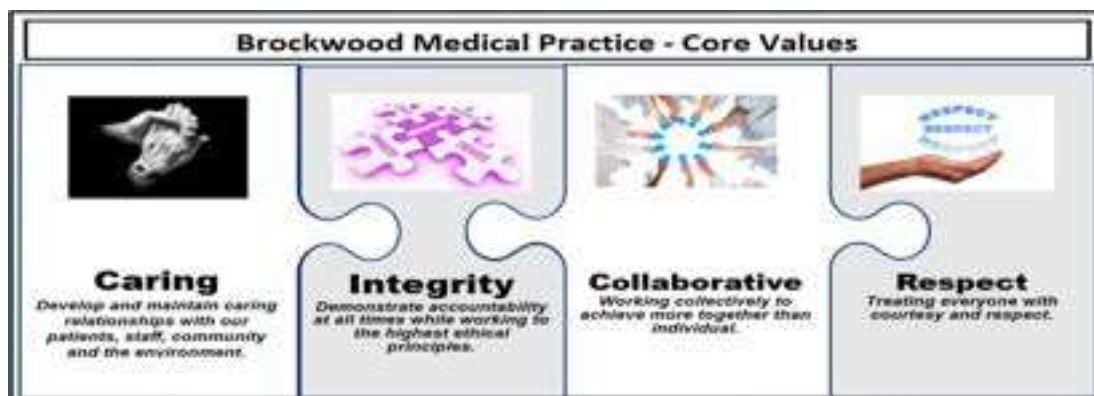 Brockwood Medical Practice - Core Values
Caring
Develop and maintain caring
relationships with our
patients, staff, community
and the environment.
Integrity
Demonstrate accountability
at all times while working to
the highest ethical
principles.
Collaborative
Working collectively to
achieve more together than
individual.
RESPECT
RESPECT
Respect
Treating everyone with
courtesy and respect.